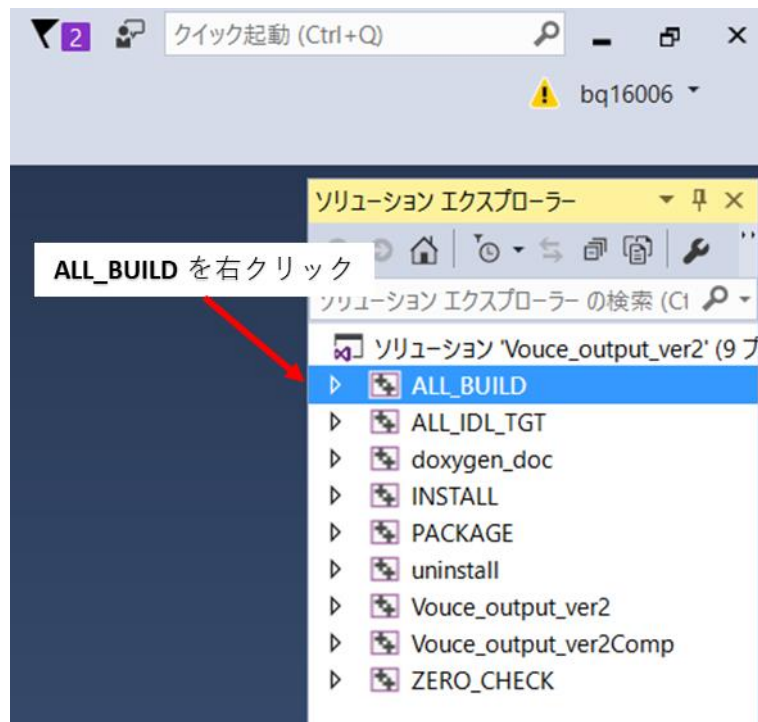 2
クイック起動 (Ctrl+Q)
bq16006
ソリューション エクスプローラー
ALL_BUILD を右クリック
ソリューション エクスプローラー の検索 (Ct
ソリューション 'Vouce_output_ver2' (9 プ
ALL_BUILD
ALL_IDL_TGT
doxygen_doc
INSTALL
PACKAGE
uninstall
Vouce_output_ver2
Vouce_output_ver2Comp
ZERO_CHECK